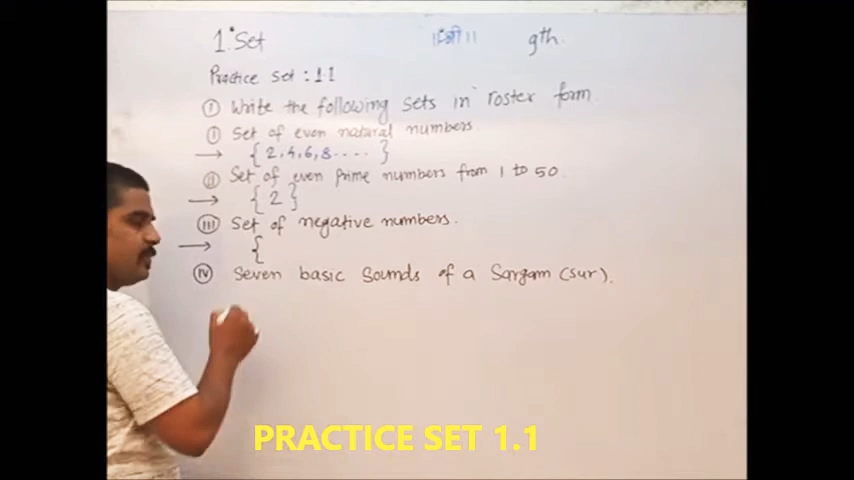 1. Set ॥श्री॥ 9th.
Practice Set : 1.1
① Write the following sets in roster form
ⓘ Set of even natural numbers
→ { 2, 4, 6, 8 .... }
ⓘⓘ Set of even prime numbers from 1 to 50.
→ { 2 }
ⓘⓘⓘ Set of negative numbers.
→ {
ⓘⓥ Seven basic Sounds of a Sargam (sur).
PRACTICE SET 1.1